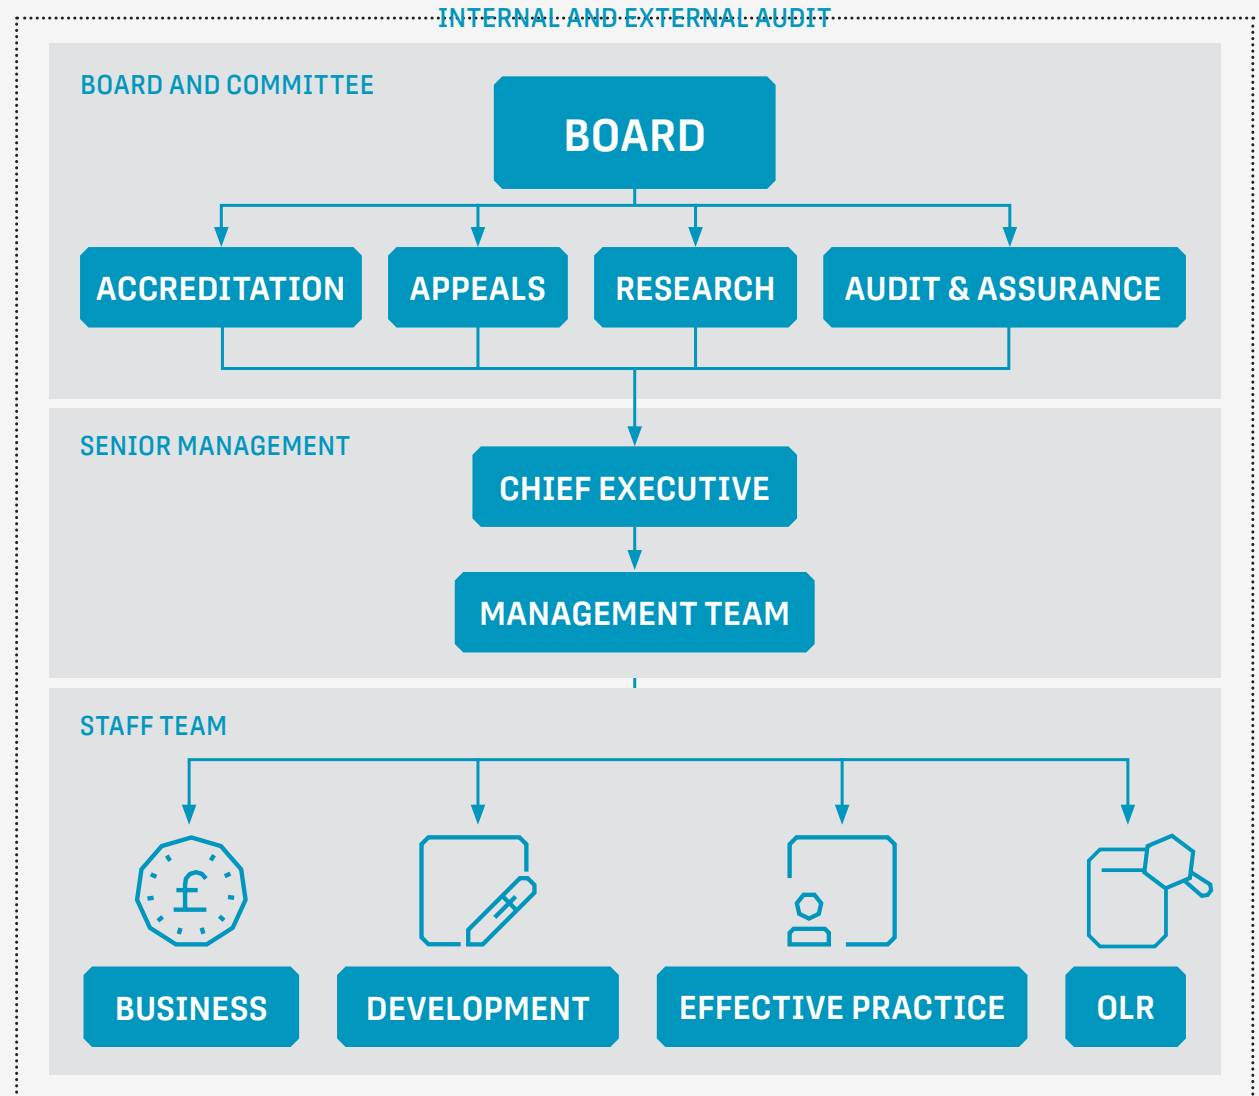 INTERNAL AND EXTERNAL AUDIT
BOARD AND COMMITTEE
BOARD
ACCREDITATION
APPEALS
RESEARCH
AUDIT & ASSURANCE
SENIOR MANAGEMENT
CHIEF EXECUTIVE
MANAGEMENT TEAM
STAFF TEAM
£
BUSINESS
DEVELOPMENT
EFFECTIVE PRACTICE
OLR